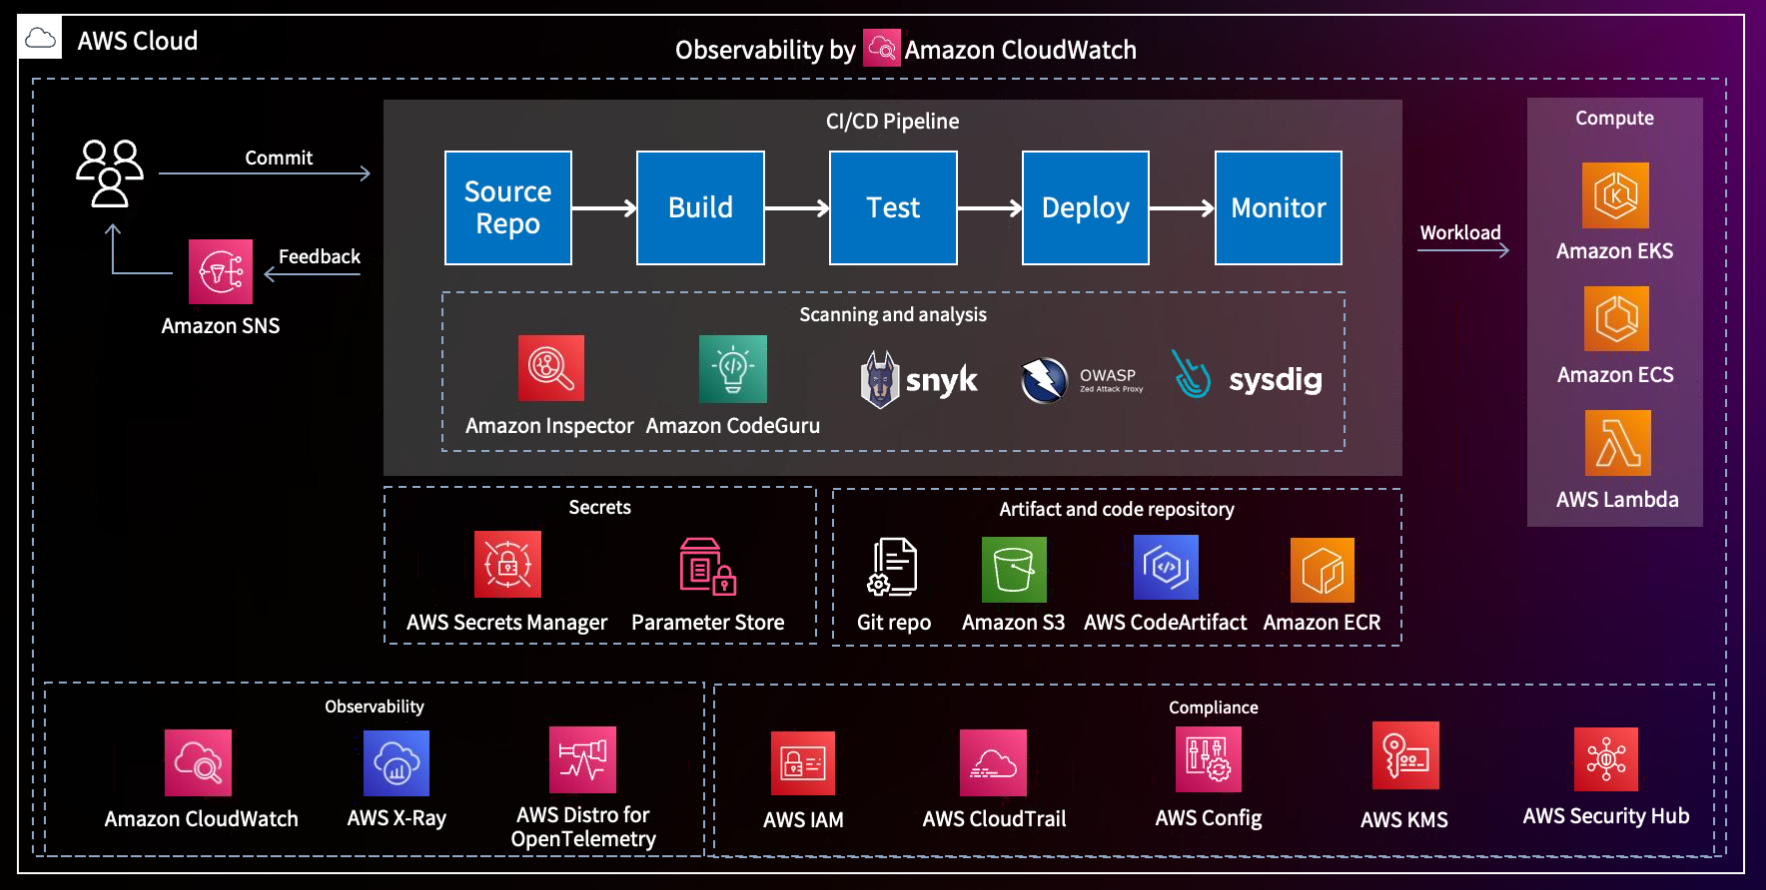 AWS Cloud
Observability by Amazon CloudWatch
CI/CD Pipeline
Commit
Source
Repo
Build
Test
Deploy
Monitor
Feedback
Amazon SNS
Workload
Compute
Amazon EKS
Amazon ECS
AWS Lambda
Scanning and analysis
Amazon Inspector
Amazon CodeGuru
snyk
OWASP
Zed Attack Proxy
sysdig
Secrets
AWS Secrets Manager
Parameter Store
Artifact and code repository
Git repo
Amazon S3
AWS CodeArtifact
Amazon ECR
Observability
Amazon CloudWatch
AWS X-Ray
AWS Distro for
OpenTelemetry
Compliance
AWS IAM
AWS CloudTrail
AWS Config
AWS KMS
AWS Security Hub